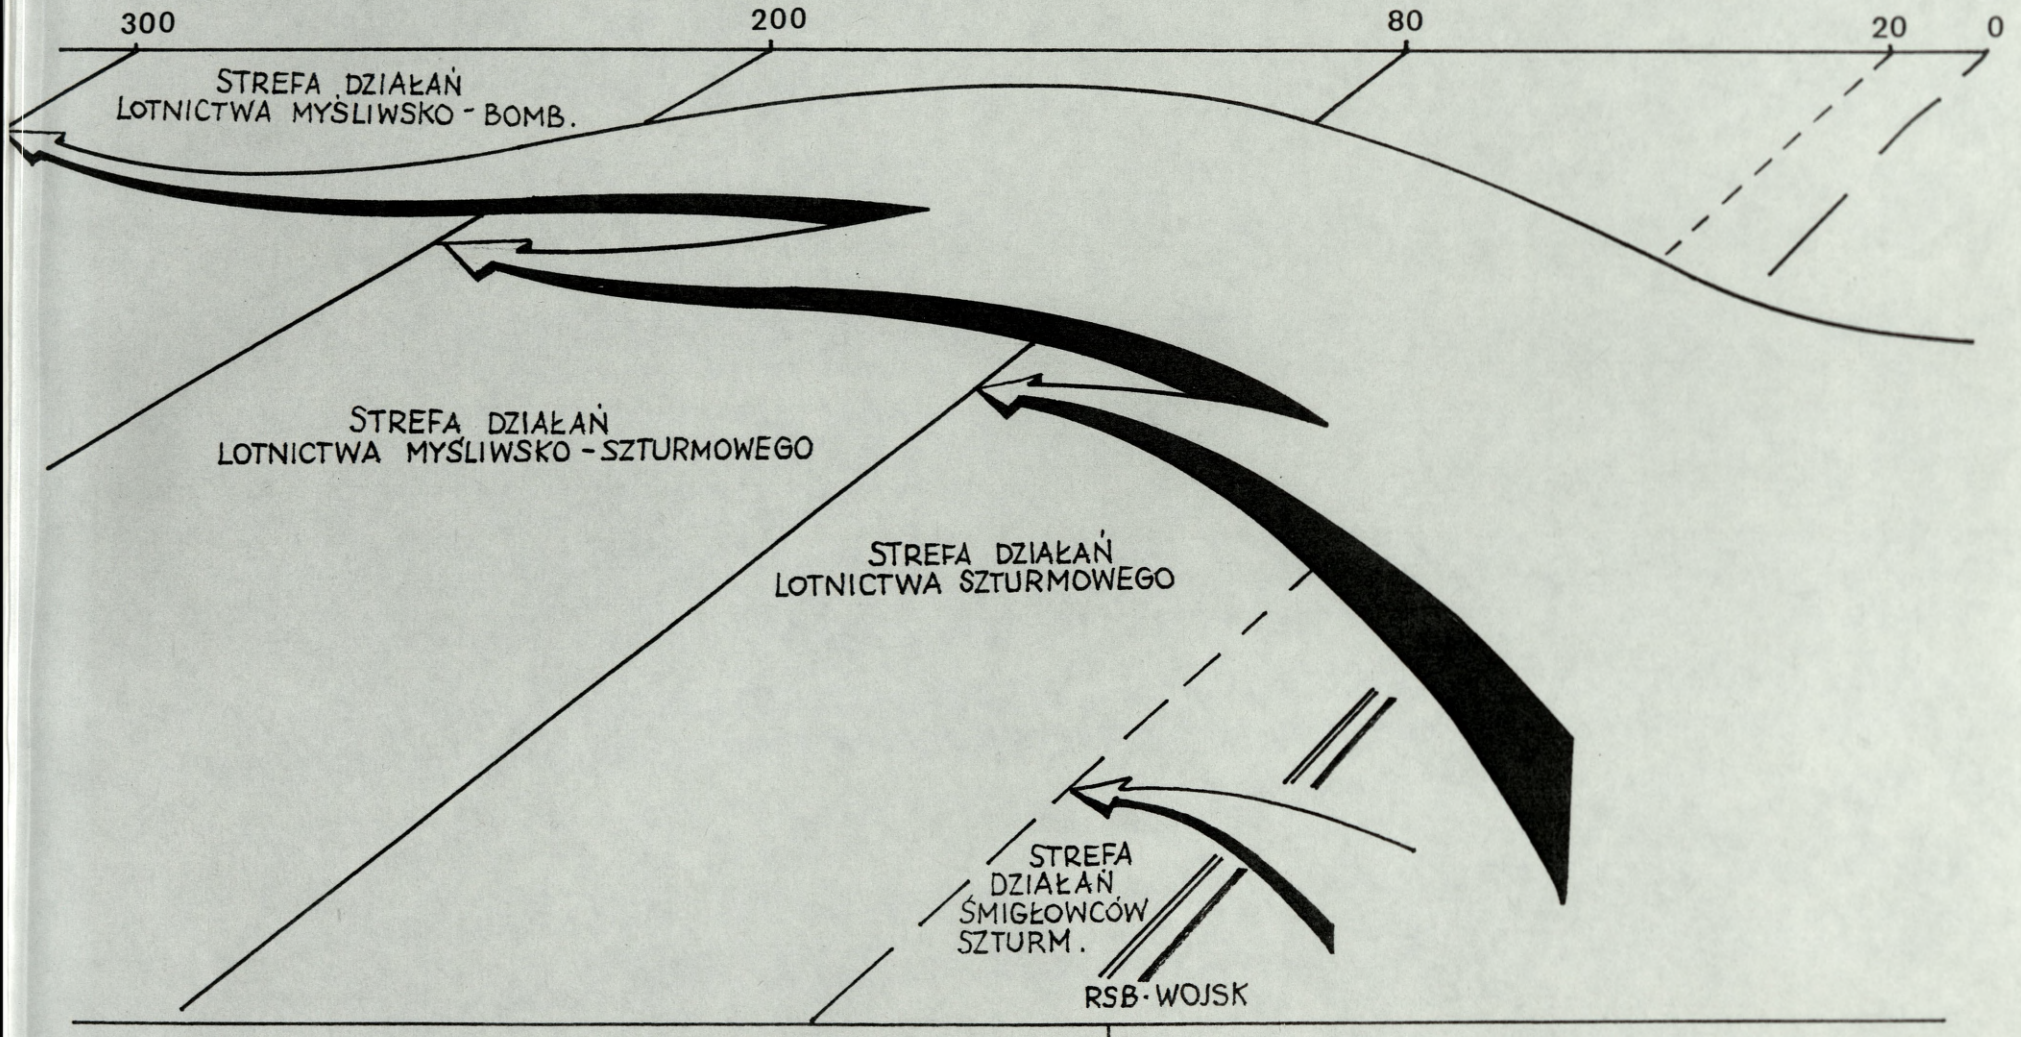 300 200 80 20 0
STREFA DZIAŁAŃ
LOTNICTWA MYŚLIWSKO-BOMB.
STREFA DZIAŁAŃ
LOTNICTWA MYŚLIWSKO-SZTURMOWEGO
STREFA DZIAŁAŃ
LOTNICTWA SZTURMOWEGO
STREFA
DZIAŁAŃ
ŚMIGŁOWCÓW
SZTURM.
RSB·WOJSK